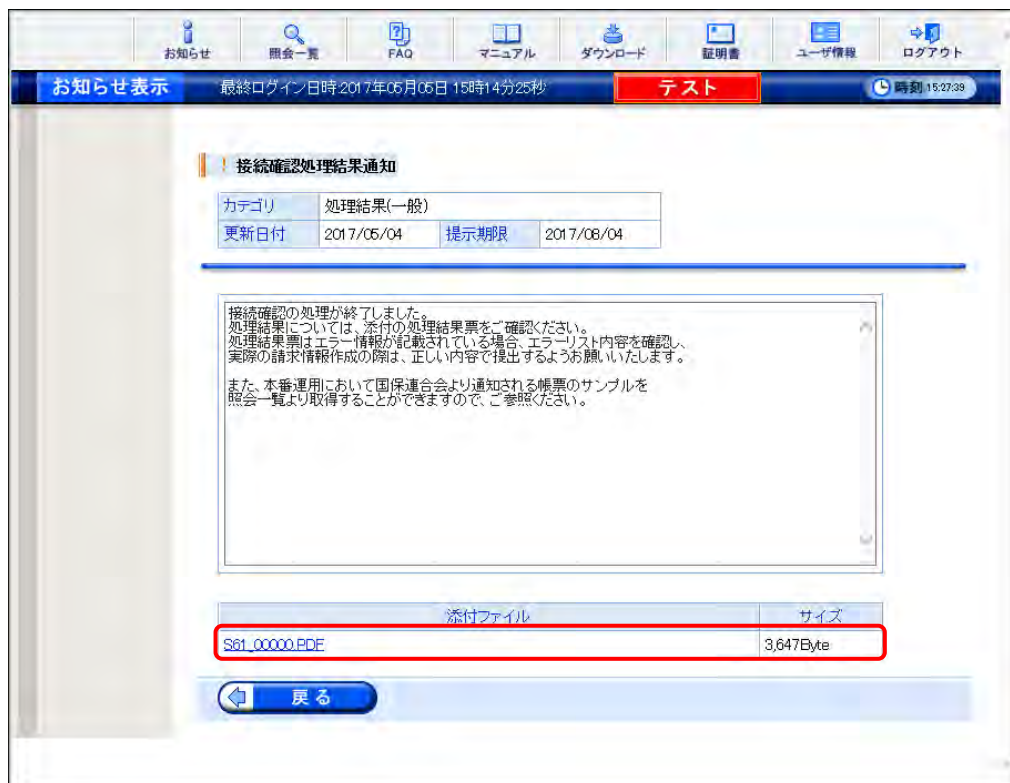 お知らせ 照会一覧 FAQ マニュアル ダウンロード 証明書 ユーザ情報 ログアウト
お知らせ表示 最終ログイン日時:2017年05月05日 15時14分25秒 テスト 時刻 15:27:39
! 接続確認処理結果通知
カテゴリ 処理結果(一般)
更新日付 2017/05/04 提示期限 2017/08/04
接続確認の処理が終了しました。
処理結果については、添付の処理結果票をご確認ください。
処理結果票はエラー情報が記載されている場合、エラーリスト内容を確認し、
実際の請求情報作成の際は、正しい内容で提出するようお願いいたします。
また、本番運用において国保連合会より通知される帳票のサンプルを
照会一覧より取得することができますので、ご参照ください。
添付ファイル サイズ
S61_00000.PDF 3,647Byte
戻る